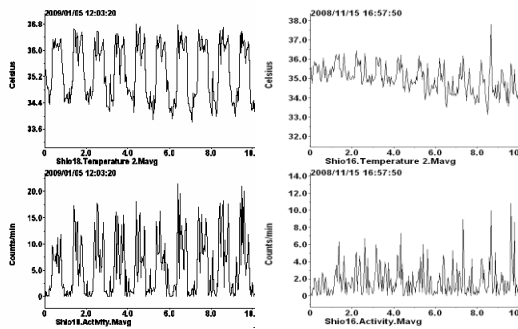 2009/01/05 12:03:20
36.8
36.0
35.2
34.4
33.6
Celsius
0 2.0 4.0 6.0 8.0 10.
Shio18.Temperature 2.Mavg
2008/11/15 16:57:50
38.0
37.0
36.0
35.0
34.0
33.0
32.0
Celsius
0 2.0 4.0 6.0 8.0 10
Shio16.Temperature 2.Mavg
2009/01/05 12:03:20
20.0
15.0
10.0
5.0
0.0
Counts/min
0 2.0 4.0 6.0 8.0 10.
Shio18.Activity.Mavg
2008/11/15 16:57:50
14.0
12.0
10.0
8.0
6.0
4.0
2.0
0.0
Counts/min
0 2.0 4.0 6.0 8.0 10
Shio16.Activity.Mavg